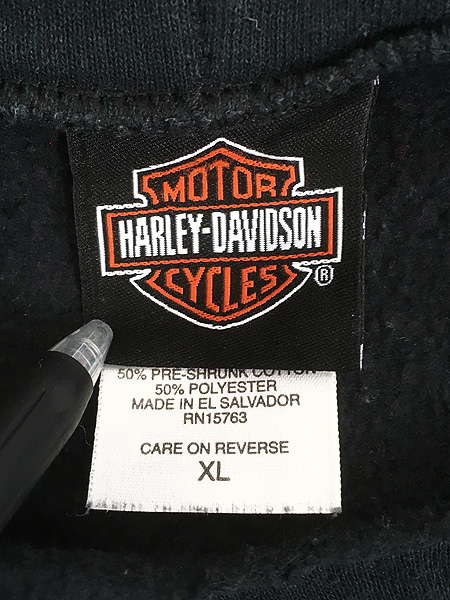 MOTOR
HARLEY-DAVIDSON
CYCLES ®
50% PRE-SHRUNK COTTON
50% POLYESTER
MADE IN EL SALVADOR
RN15763
CARE ON REVERSE
XL